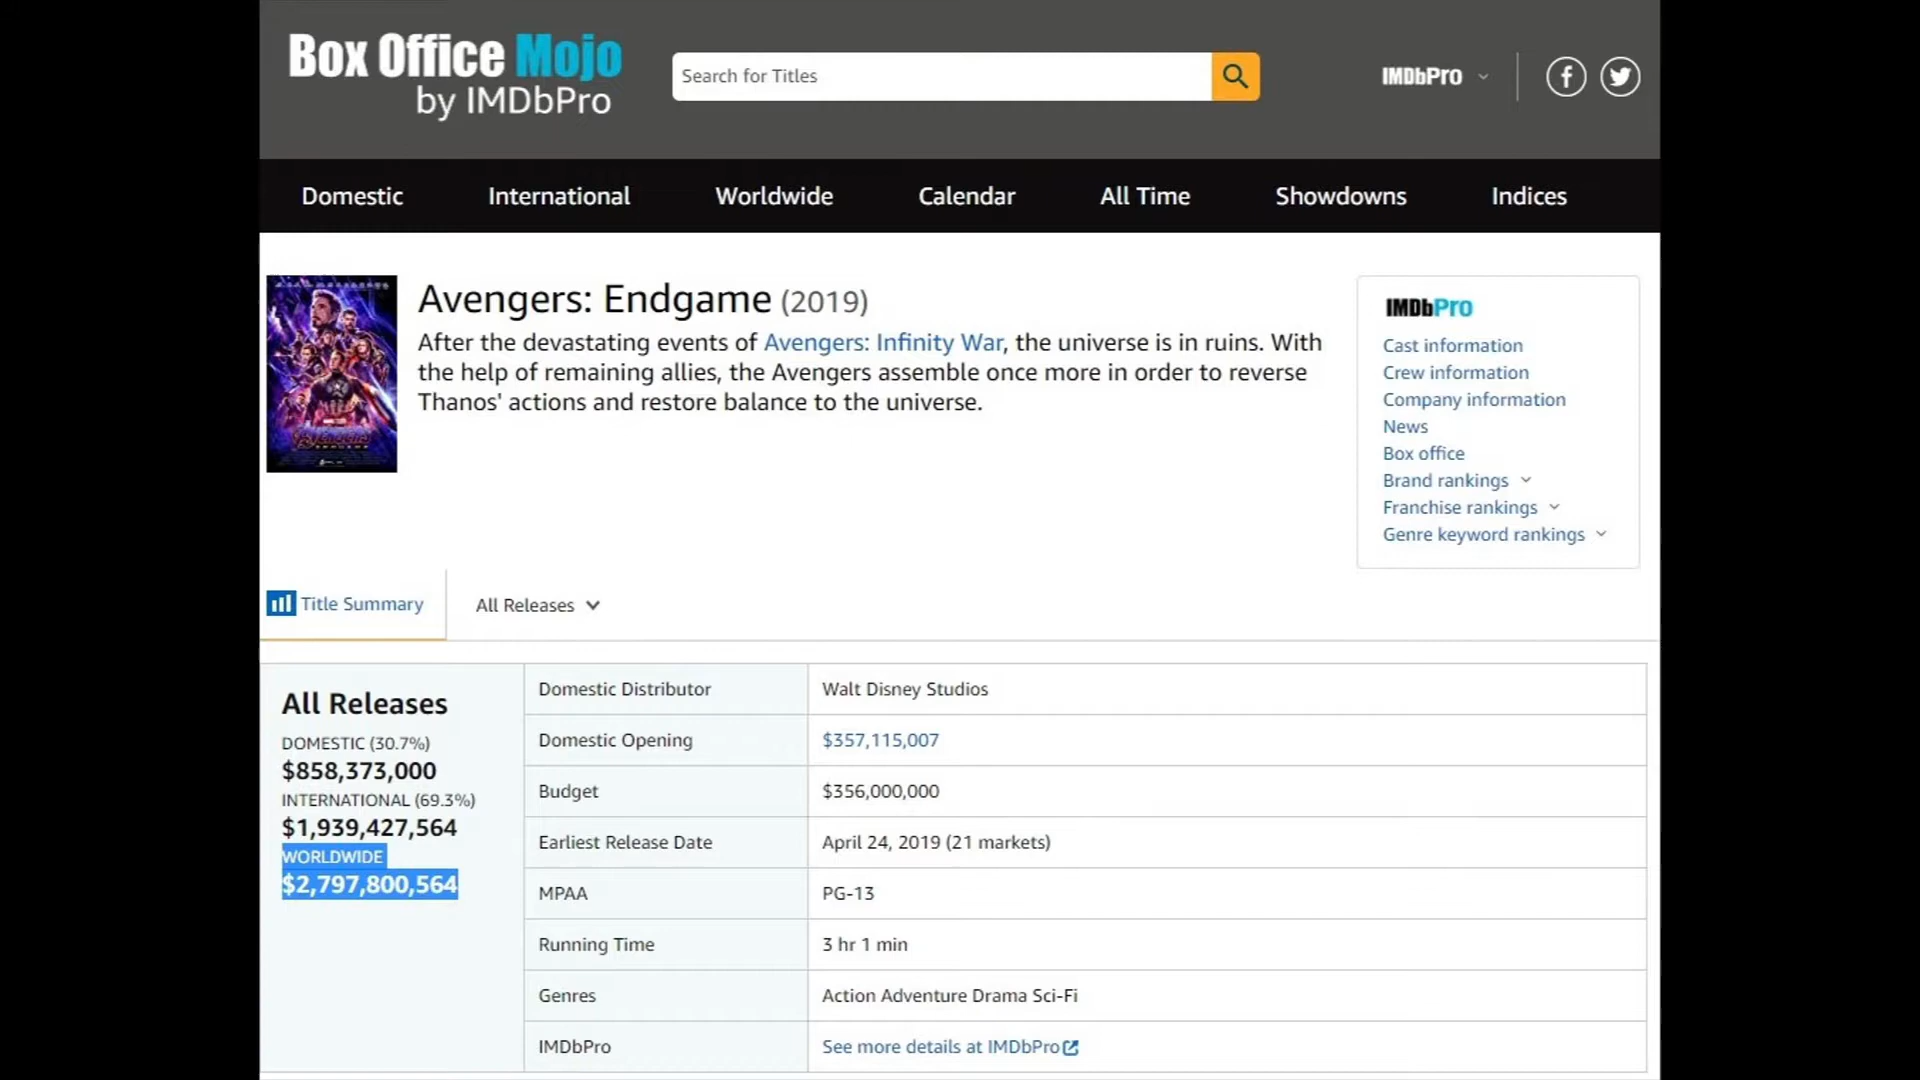 Box Office Mojo
by IMDbPro
Search for Titles
IMDbPro
Domestic International Worldwide Calendar All Time Showdowns Indices
Avengers: Endgame (2019)
After the devastating events of Avengers: Infinity War, the universe is in ruins. With
the help of remaining allies, the Avengers assemble once more in order to reverse
Thanos' actions and restore balance to the universe.
IMDbPro
Cast information
Crew information
Company information
News
Box office
Brand rankings
Franchise rankings
Genre keyword rankings
Title Summary
All Releases
All Releases
DOMESTIC (30.7%)
$858,373,000
INTERNATIONAL (69.3%)
$1,939,427,564
WORLDWIDE
$2,797,800,564
Domestic Distributor Walt Disney Studios
Domestic Opening $357,115,007
Budget $356,000,000
Earliest Release Date April 24, 2019 (21 markets)
MPAA PG-13
Running Time 3 hr 1 min
Genres Action Adventure Drama Sci-Fi
IMDbPro See more details at IMDbPro